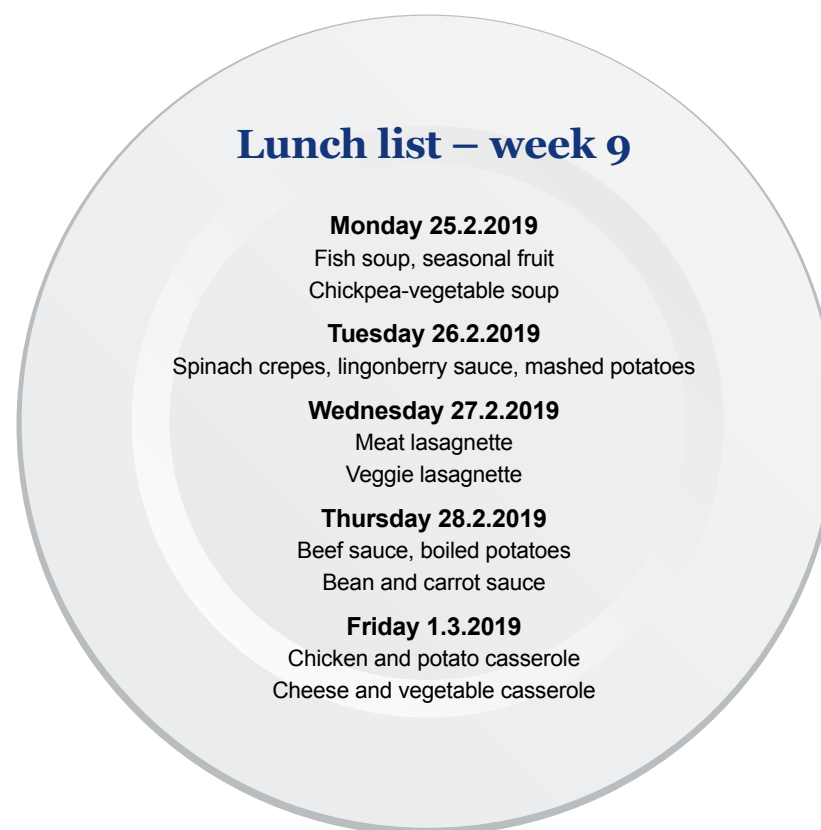 Lunch list – week 9
Monday 25.2.2019
Fish soup, seasonal fruit
Chickpea-vegetable soup
Tuesday 26.2.2019
Spinach crepes, lingonberry sauce, mashed potatoes
Wednesday 27.2.2019
Meat lasagnette
Veggie lasagnette
Thursday 28.2.2019
Beef sauce, boiled potatoes
Bean and carrot sauce
Friday 1.3.2019
Chicken and potato casserole
Cheese and vegetable casserole